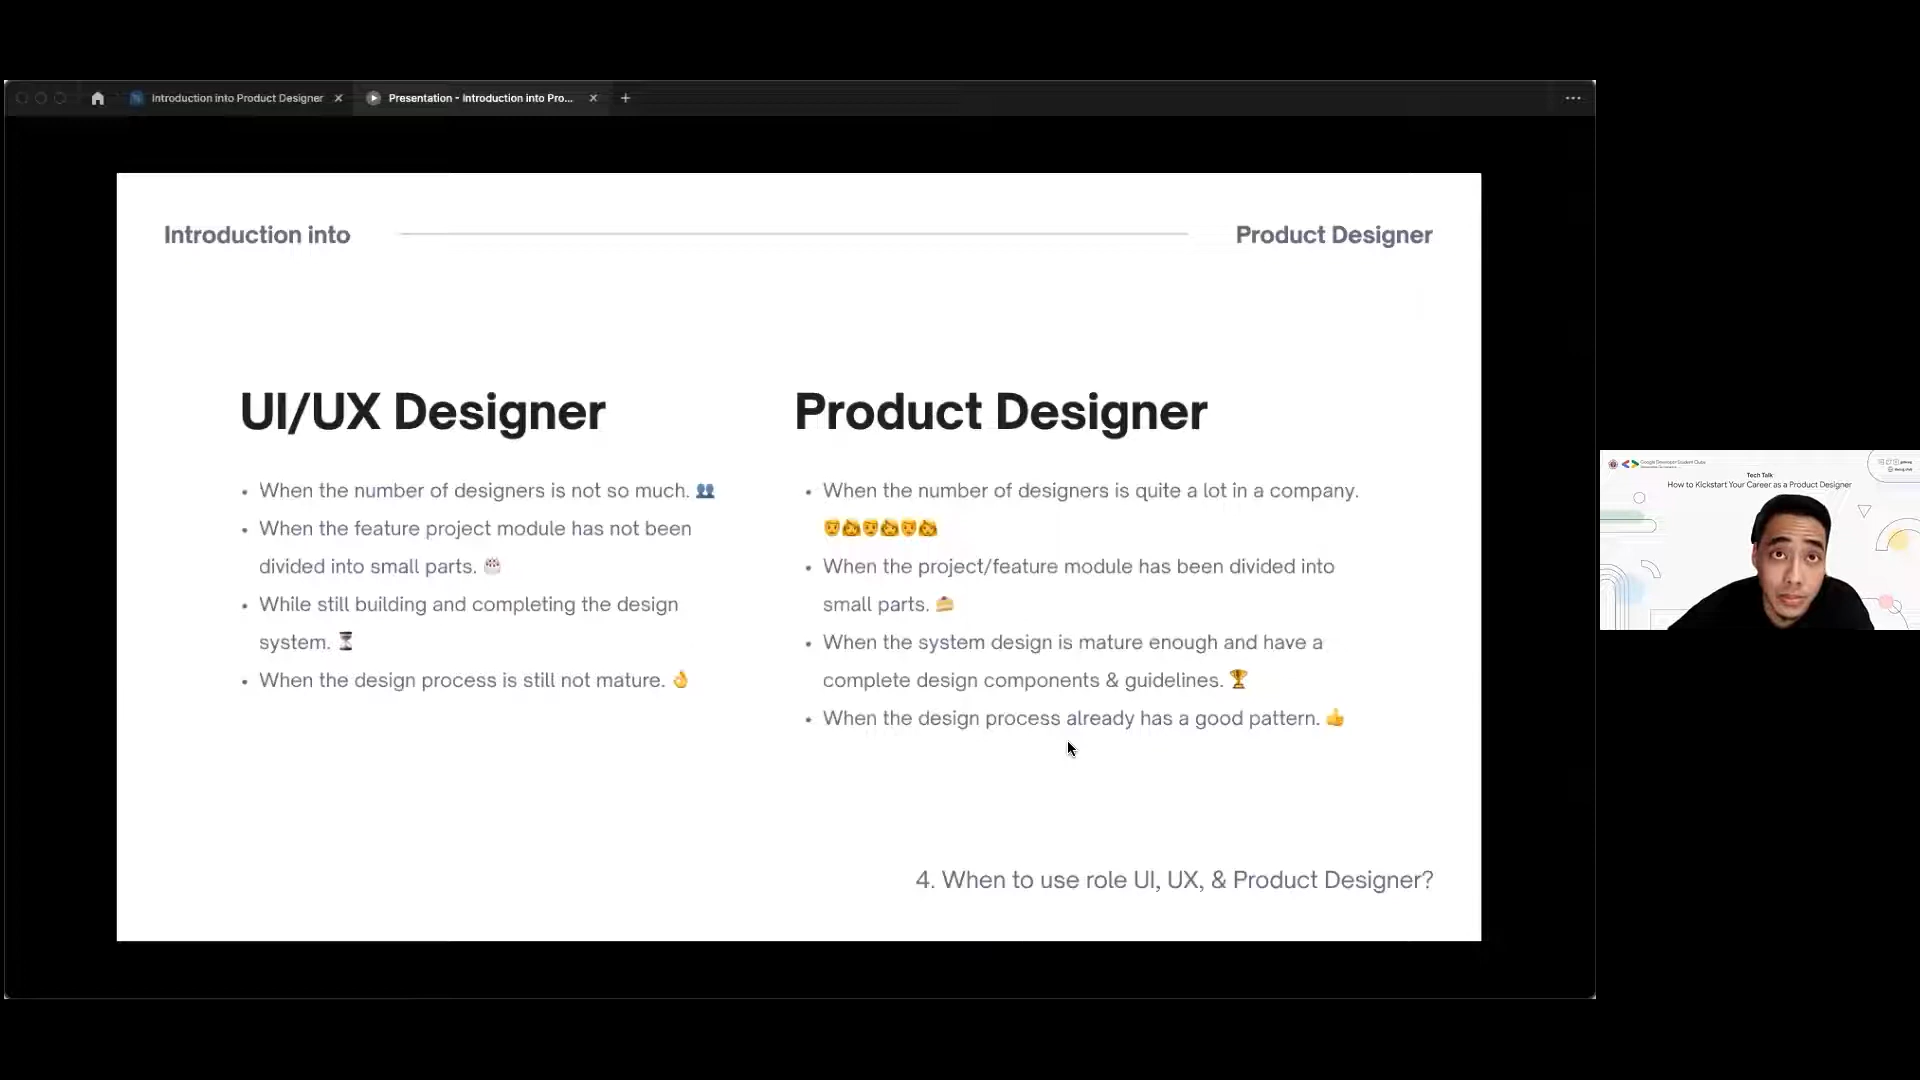 Introduction into Product Designer
Presentation - Introduction into Pro...
Introduction into
Product Designer
UI/UX Designer
When the number of designers is not so much. 👥
When the feature project module has not been
divided into small parts. 🎂
While still building and completing the design
system. ⏳
When the design process is still not mature. 👌
Product Designer
When the number of designers is quite a lot in a company.
When the project/feature module has been divided into
small parts. 🍰
When the system design is mature enough and have a
complete design components & guidelines. 🏆
When the design process already has a good pattern. 👍
4. When to use role UI, UX, & Product Designer?
Google Developer Student Clubs
Tech Talk
How to Kickstart Your Career as a Product Designer